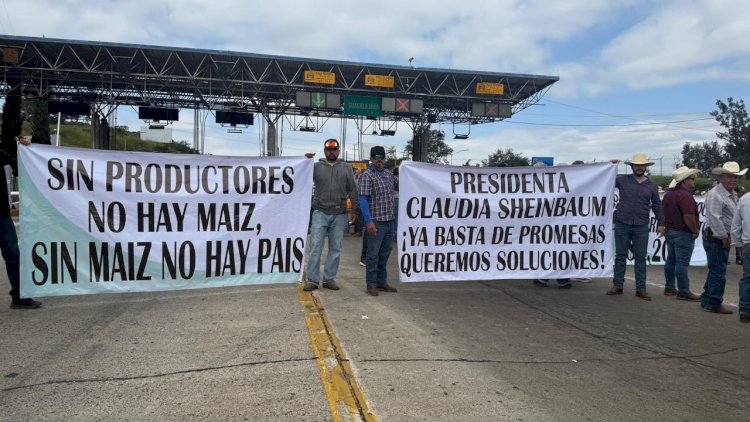 SIN PRODUCTORES
NO HAY MAIZ,
SIN MAIZ NO HAY PAIS
PRESIDENTA
CLAUDIA SHEINBAUM
¡YA BASTA DE PROMESAS
QUEREMOS SOLUCIONES!